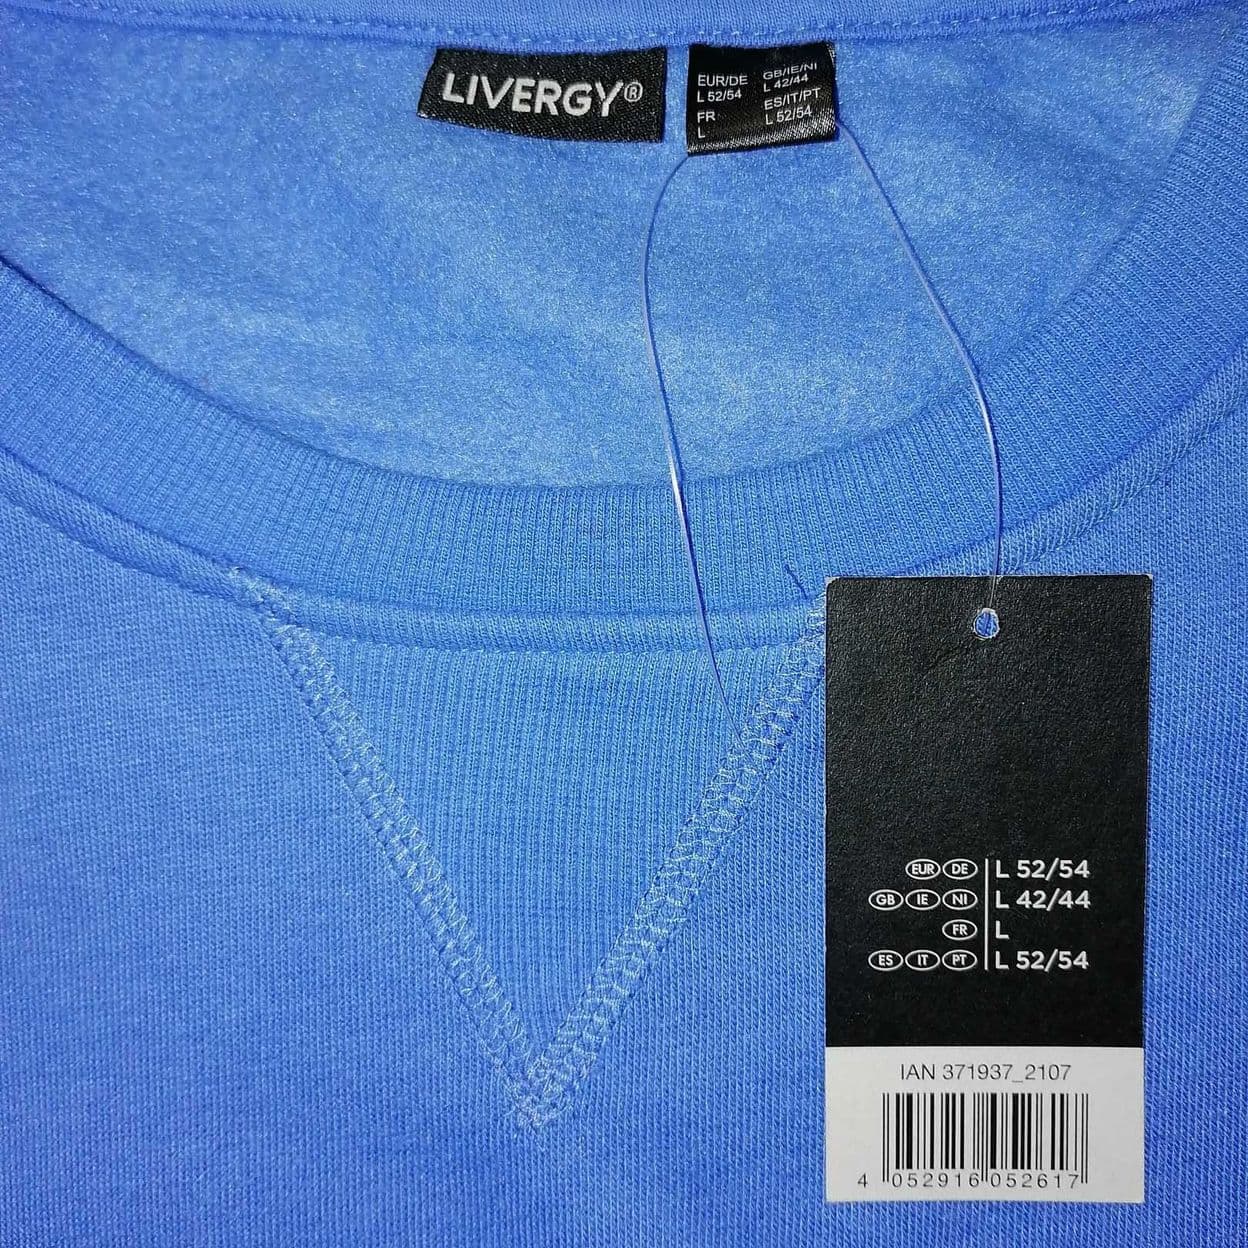 LIVERGY®
EUR/DE
L 52/54
FR
L
GB/IE/NI
L 42/44
ES/IT/PT
L 52/54
EUR DE L 52/54
GB IE NI L 42/44
FR L
ES IT PT L 52/54
IAN 371937_2107
4 052916 052617